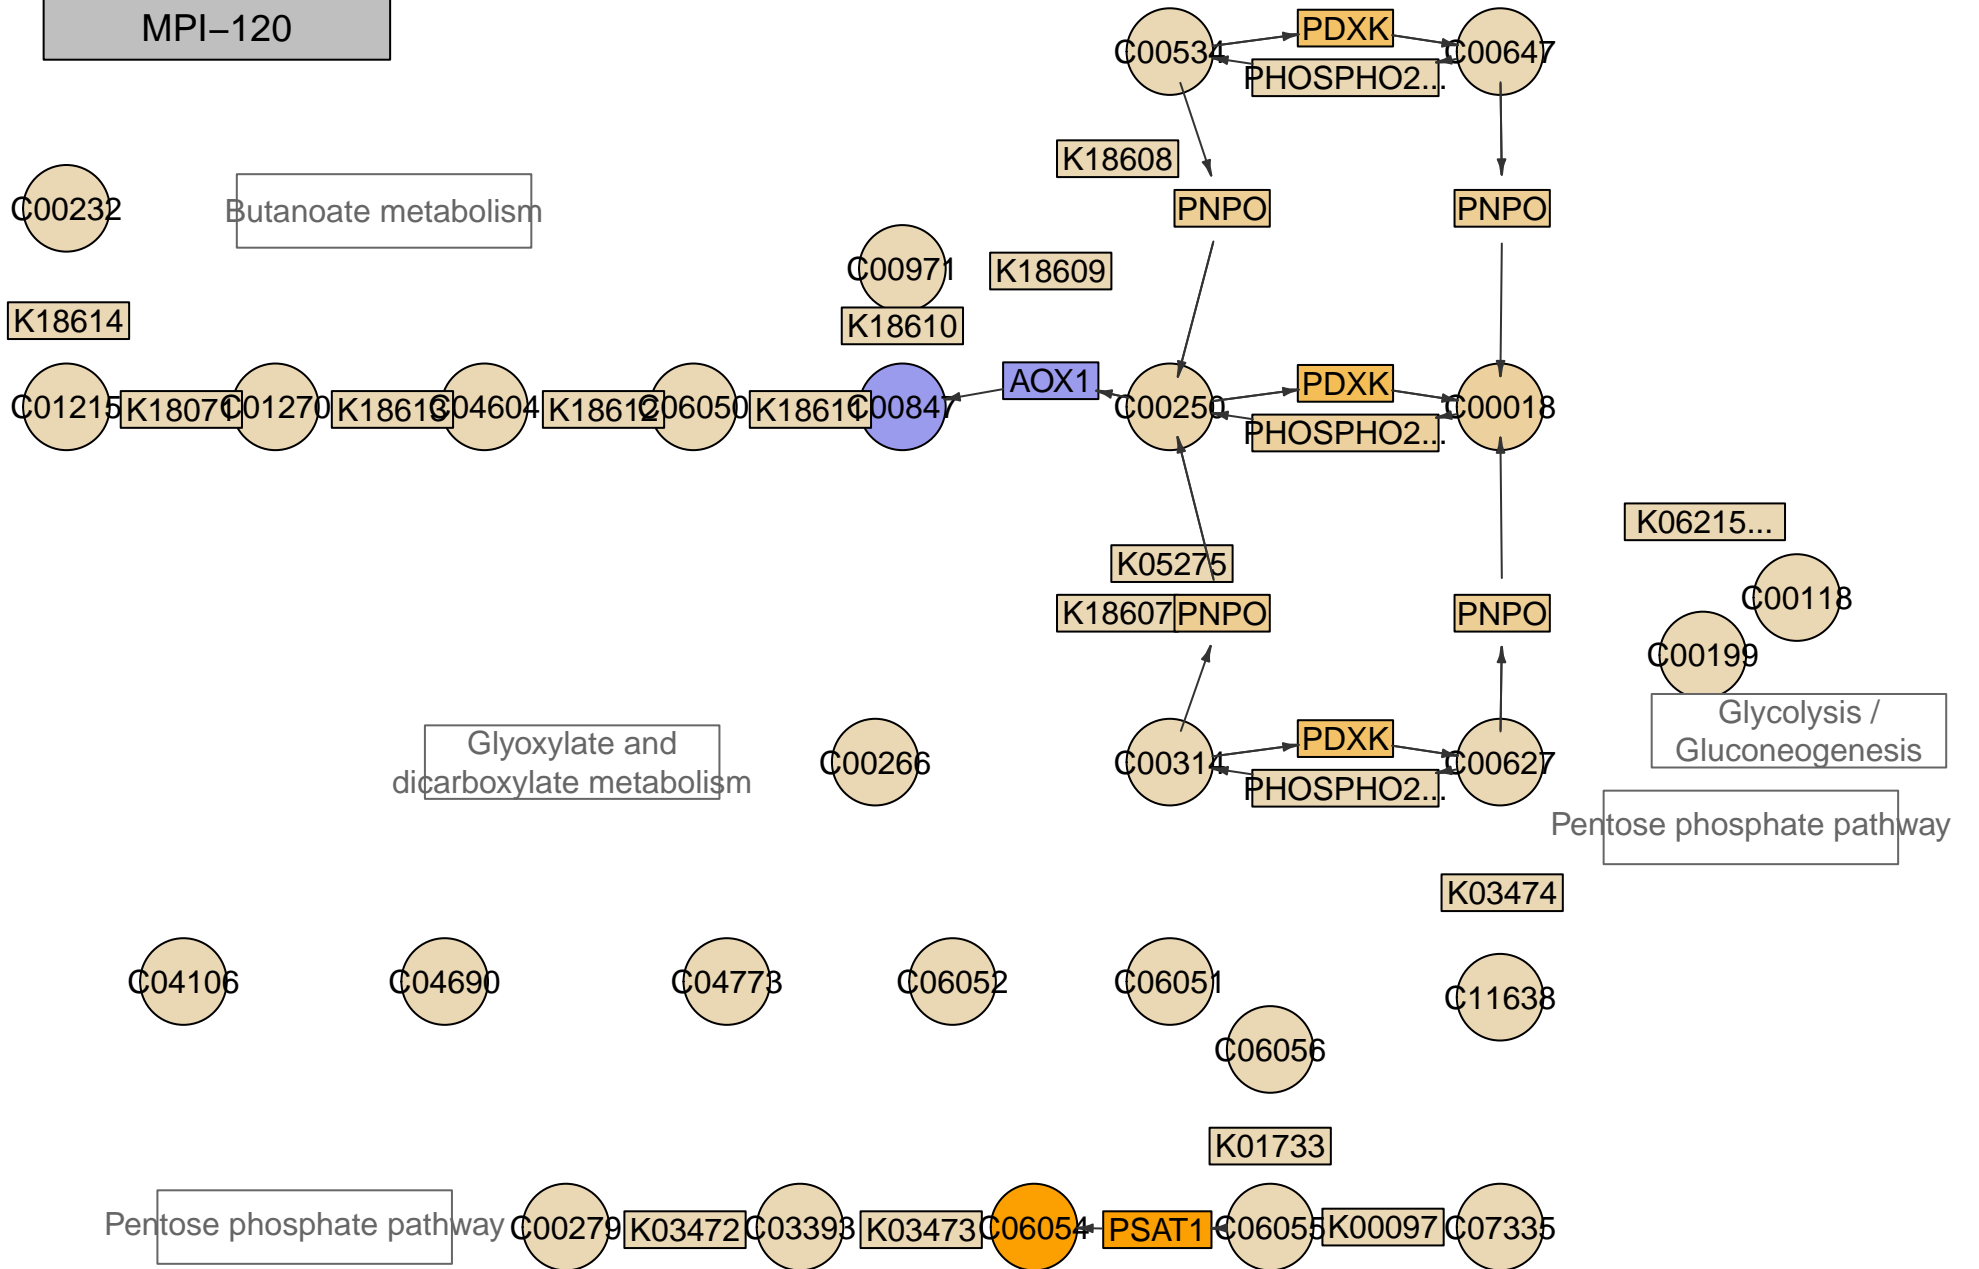 MPI−120
C00534
PDXK
C00647
PHOSPHO2...
K18608
C00232
Butanoate metabolism
PNPO
PNPO
C00971
K18609
K18614
K18610
AOX1
PDXK
C01215
K18071
C01270
K18613
C04604
K18612
C06050
K18611
C00847
C00250
C00018
PHOSPHO2...
K06215...
K05275
C00118
K18607
PNPO
PNPO
C00199
Glycolysis /
Gluconeogenesis
Glyoxylate and
dicarboxylate metabolism
C00266
C00314
PDXK
C00627
PHOSPHO2...
Pentose phosphate pathway
K03474
C04106
C04690
C04773
C06052
C06051
C11638
C06056
K01733
Pentose phosphate pathway
C00279
K03472
C03393
K03473
C06054
PSAT1
C06055
K00097
C07335